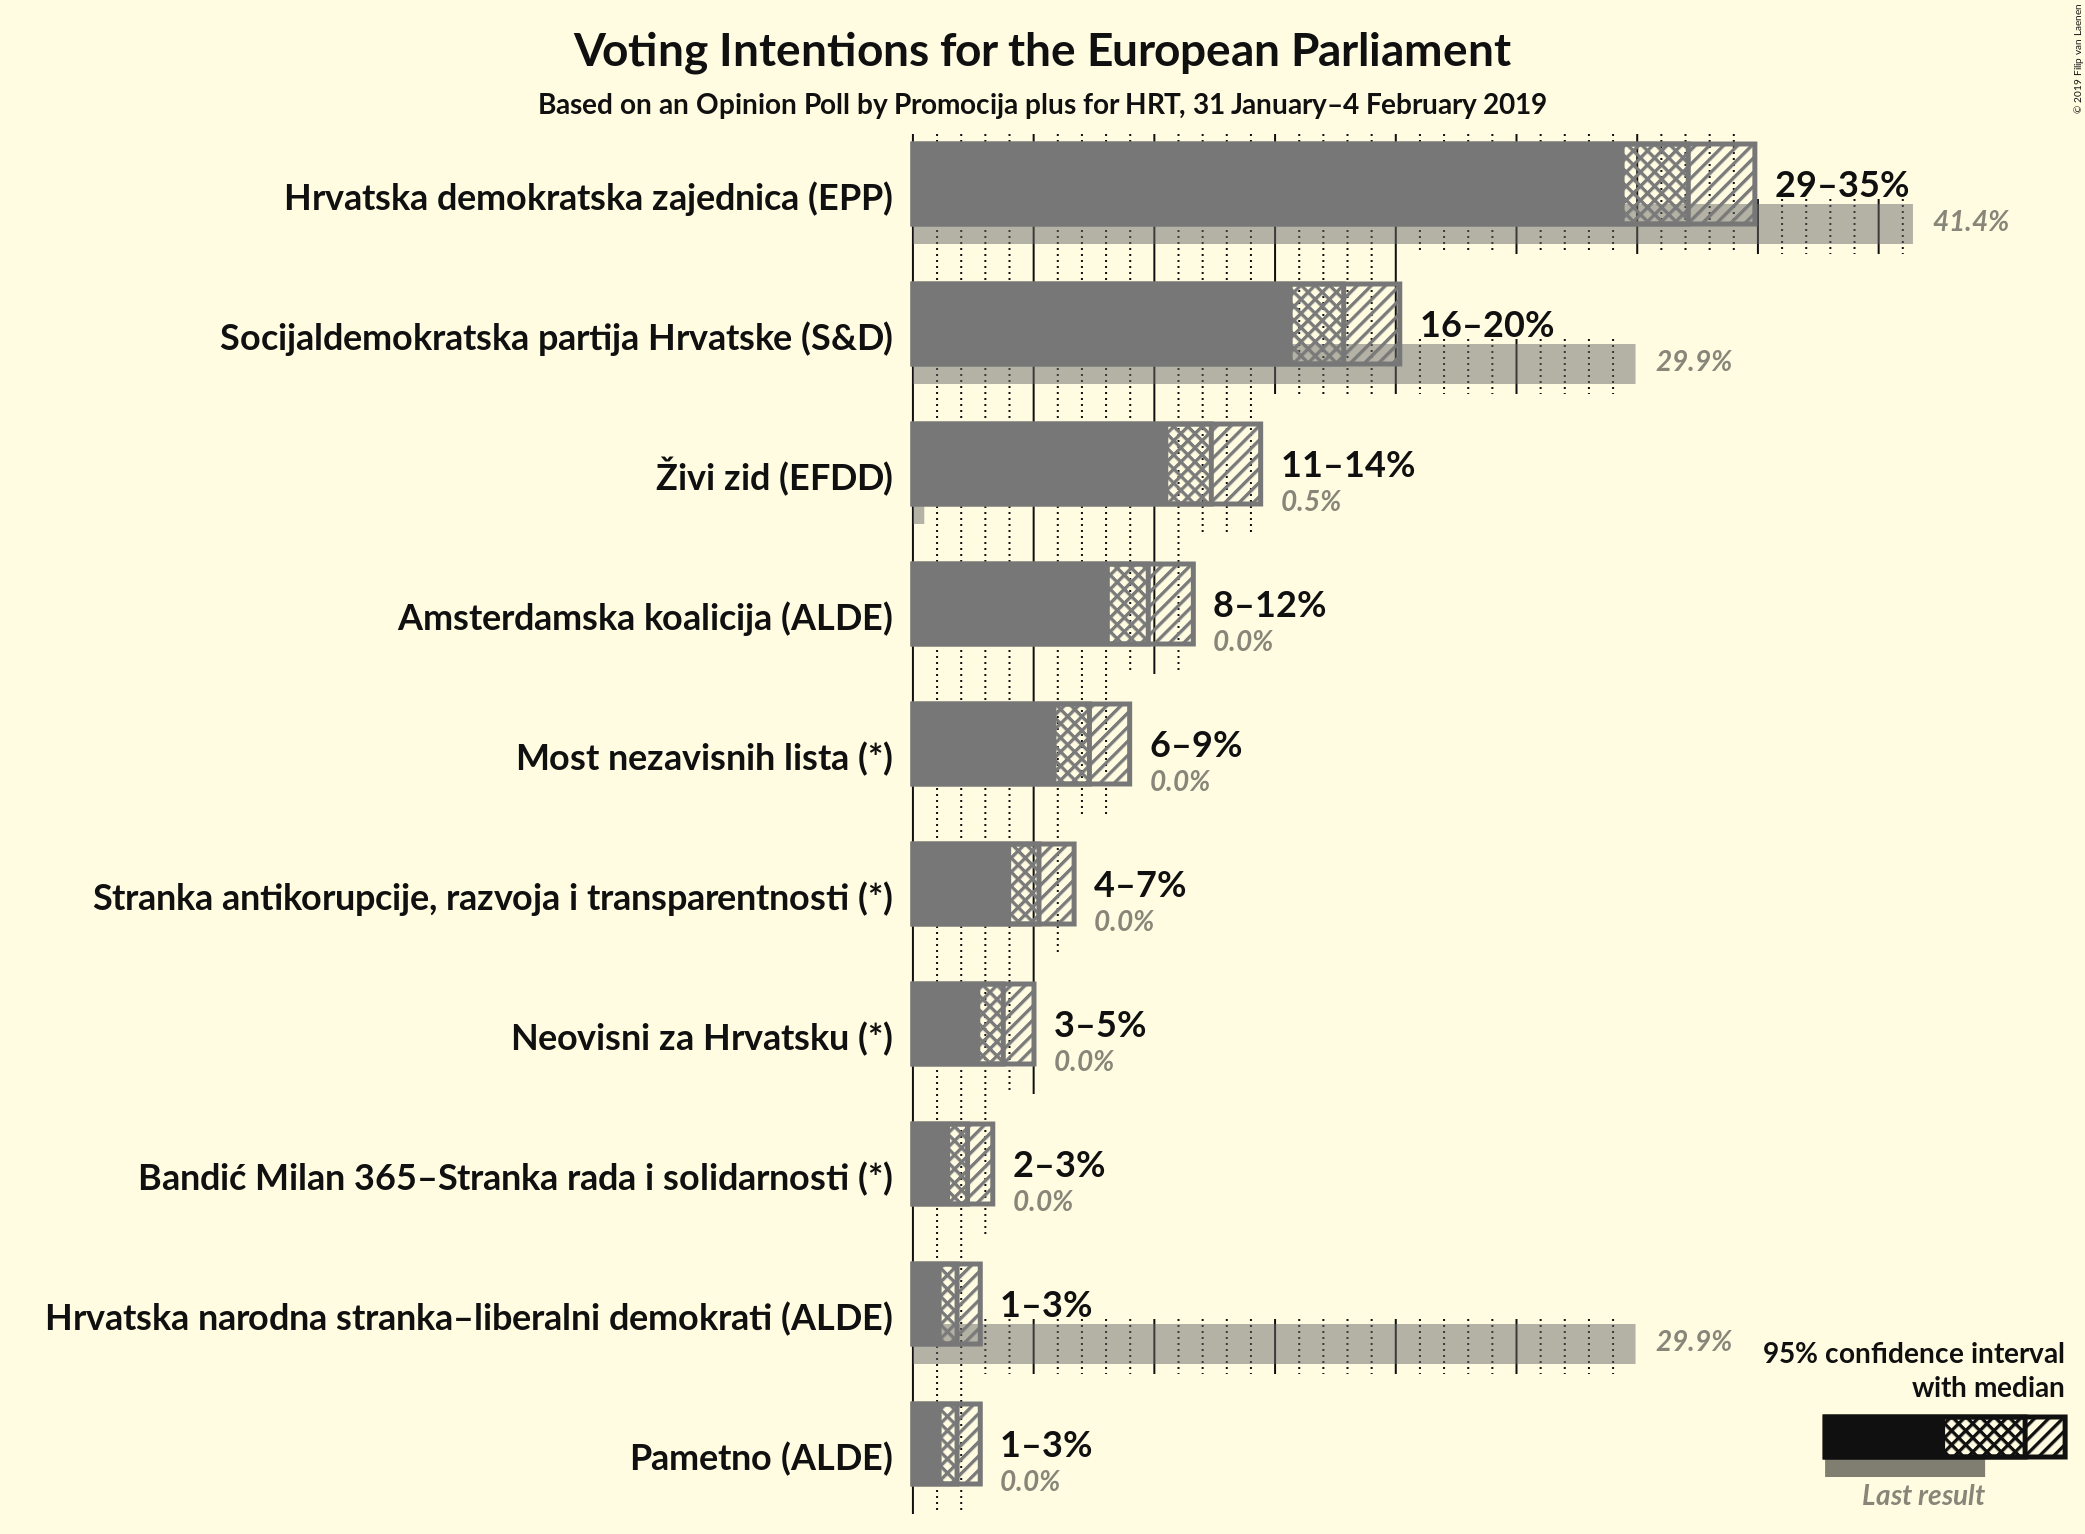 Voting Intentions for the European Parliament
Based on an Opinion Poll by Promocija plus for HRT, 31 January–4 February 2019
© 2019 Filip van Laenen
Hrvatska demokratska zajednica (EPP)
29–35%
41.4%
Socijaldemokratska partija Hrvatske (S&D)
16–20%
29.9%
Živi zid (EFDD)
11–14%
0.5%
Amsterdamska koalicija (ALDE)
8–12%
0.0%
Most nezavisnih lista (*)
6–9%
0.0%
Stranka antikorupcije, razvoja i transparentnosti (*)
4–7%
0.0%
Neovisni za Hrvatsku (*)
3–5%
0.0%
Bandić Milan 365–Stranka rada i solidarnosti (*)
2–3%
0.0%
Hrvatska narodna stranka–liberalni demokrati (ALDE)
1–3%
29.9%
Pametno (ALDE)
1–3%
0.0%
95% confidence interval
with median
Last result